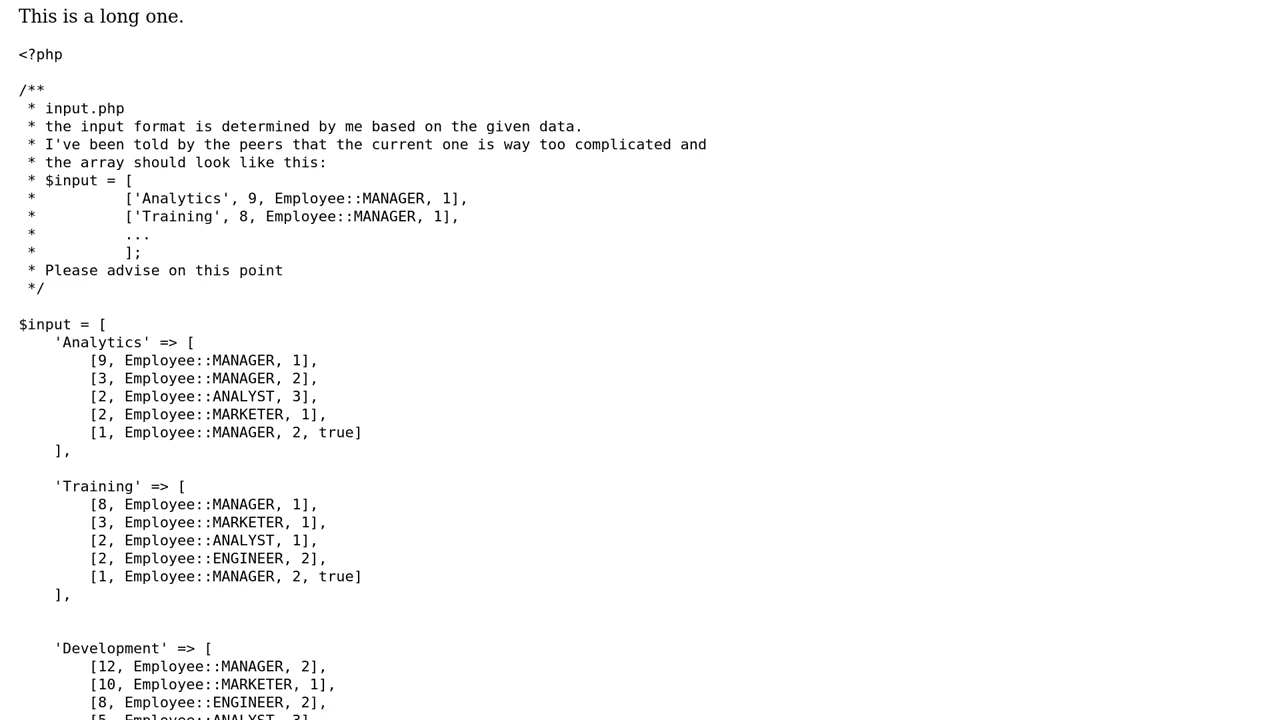 This is a long one.
<?php
/**
 * input.php
 * the input format is determined by me based on the given data.
 * I've been told by the peers that the current one is way too complicated and
 * the array should look like this:
 * $input = [
 *          ['Analytics', 9, Employee::MANAGER, 1],
 *          ['Training', 8, Employee::MANAGER, 1],
 *          ...
 *          ];
 * Please advise on this point
 */
$input = [
    'Analytics' => [
        [9, Employee::MANAGER, 1],
        [3, Employee::MANAGER, 2],
        [2, Employee::ANALYST, 3],
        [2, Employee::MARKETER, 1],
        [1, Employee::MANAGER, 2, true]
    ],
    'Training' => [
        [8, Employee::MANAGER, 1],
        [3, Employee::MARKETER, 1],
        [2, Employee::ANALYST, 1],
        [2, Employee::ENGINEER, 2],
        [1, Employee::MANAGER, 2, true]
    ],
    'Development' => [
        [12, Employee::MANAGER, 2],
        [10, Employee::MARKETER, 1],
        [8, Employee::ENGINEER, 2],
        [5, Employee::ANALYST, 3]